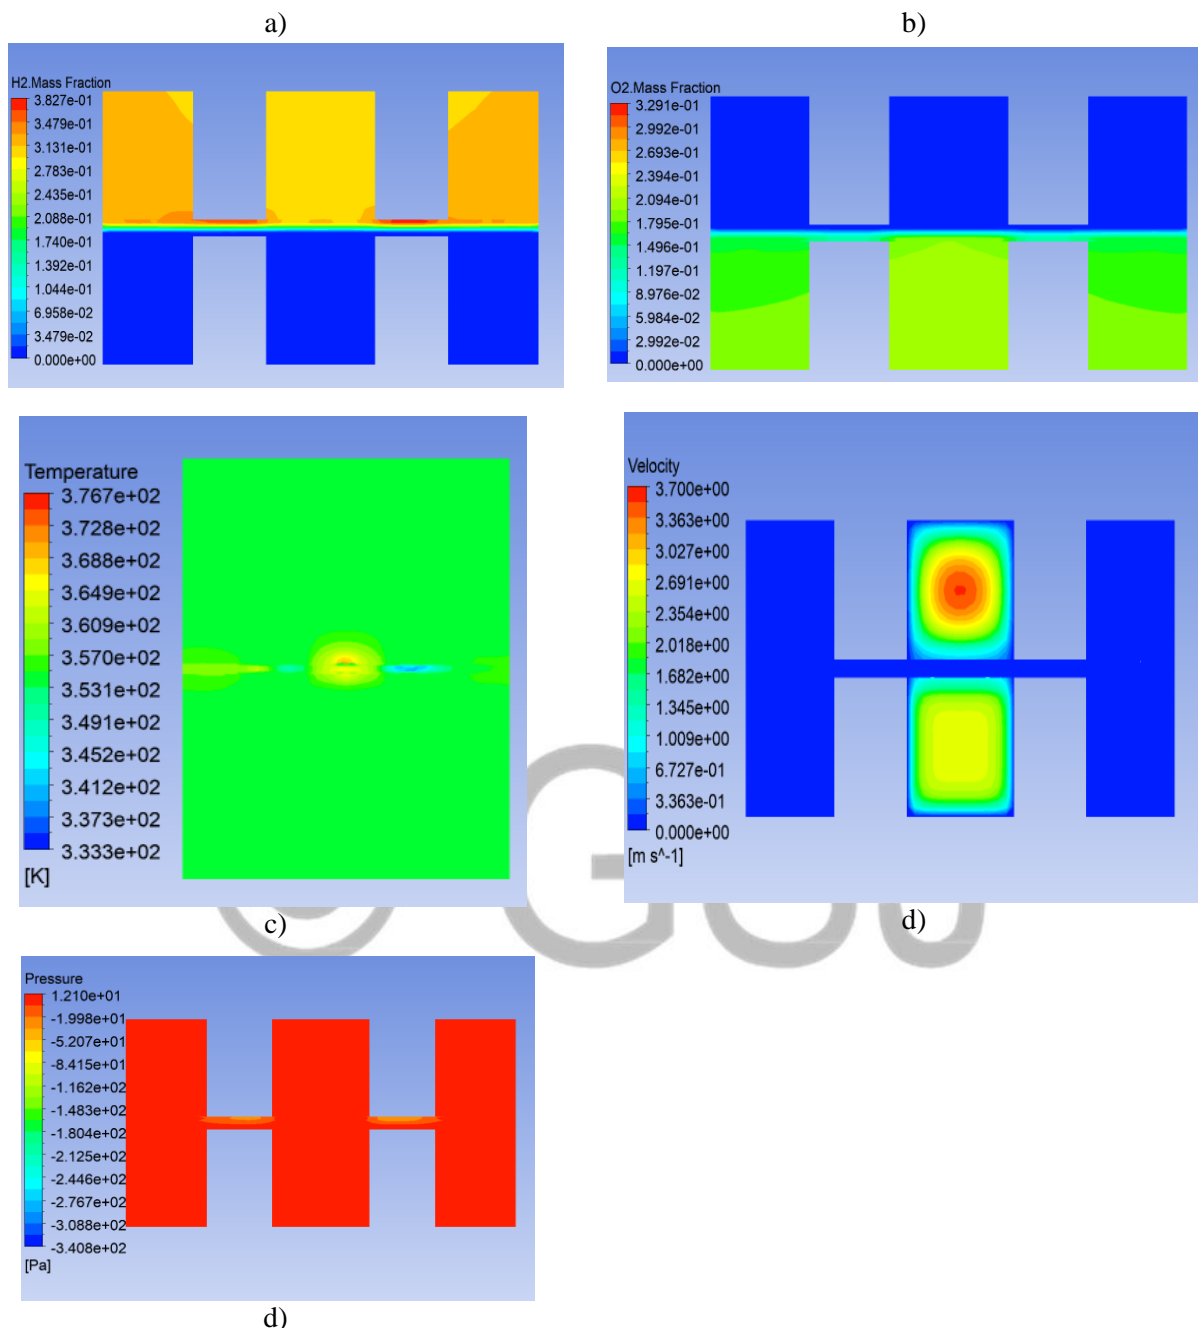 a)
b)
H2.Mass Fraction
3.827e-01
3.479e-01
3.131e-01
2.783e-01
2.435e-01
2.088e-01
1.740e-01
1.392e-01
1.044e-01
6.958e-02
3.479e-02
0.000e+00
O2.Mass Fraction
3.291e-01
2.992e-01
2.693e-01
2.394e-01
2.094e-01
1.795e-01
1.496e-01
1.197e-01
8.976e-02
5.984e-02
2.992e-02
0.000e+00
Temperature
3.767e+02
3.728e+02
3.688e+02
3.649e+02
3.609e+02
3.570e+02
3.531e+02
3.491e+02
3.452e+02
3.412e+02
3.373e+02
3.333e+02
[K]
Velocity
3.700e+00
3.363e+00
3.027e+00
2.691e+00
2.354e+00
2.018e+00
1.682e+00
1.345e+00
1.009e+00
6.727e-01
3.363e-01
0.000e+00
[m s^-1]
c)
d)
Pressure
1.210e+01
-1.998e+01
-5.207e+01
-8.415e+01
-1.162e+02
-1.483e+02
-1.804e+02
-2.125e+02
-2.446e+02
-2.767e+02
-3.088e+02
-3.408e+02
[Pa]
d)